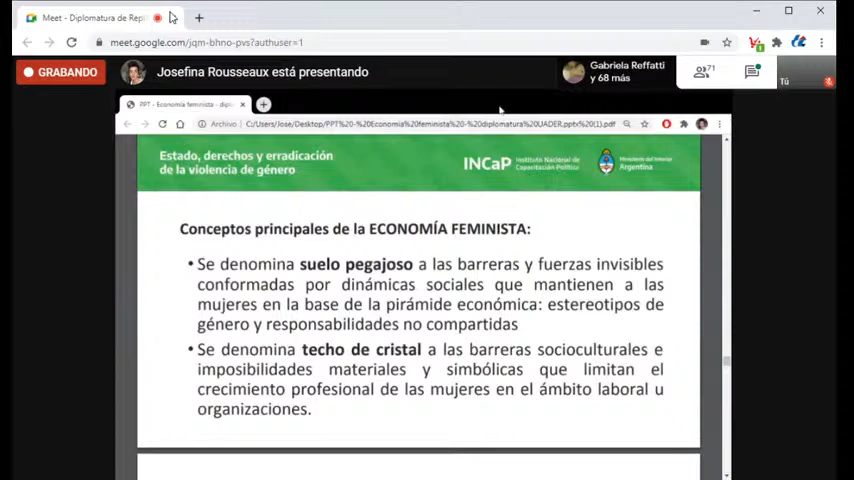 Meet - Diplomatura de Repl
meet.google.com/jqm-bhno-pvs?authuser=1
GRABANDO
Josefina Rousseaux está presentando
Gabriela Reffatti
y 68 más
71
Tú
PPT - Economía feminista - dipl
Archivo
C:/Users/Jose/Desktop/PPT%20-%20Economía%20feminista%20-%20diplomatura%20UADER.pptx%20(1).pdf
Estado, derechos y erradicación
de la violencia de género
INCaP
Instituto Nacional de
Capacitación Política
Ministerio del Interior
Argentina
Conceptos principales de la ECONOMÍA FEMINISTA:
• Se denomina suelo pegajoso a las barreras y fuerzas invisibles
conformadas por dinámicas sociales que mantienen a las
mujeres en la base de la pirámide económica: estereotipos de
género y responsabilidades no compartidas
• Se denomina techo de cristal a las barreras socioculturales e
imposibilidades materiales y simbólicas que limitan el
crecimiento profesional de las mujeres en el ámbito laboral u
organizaciones.